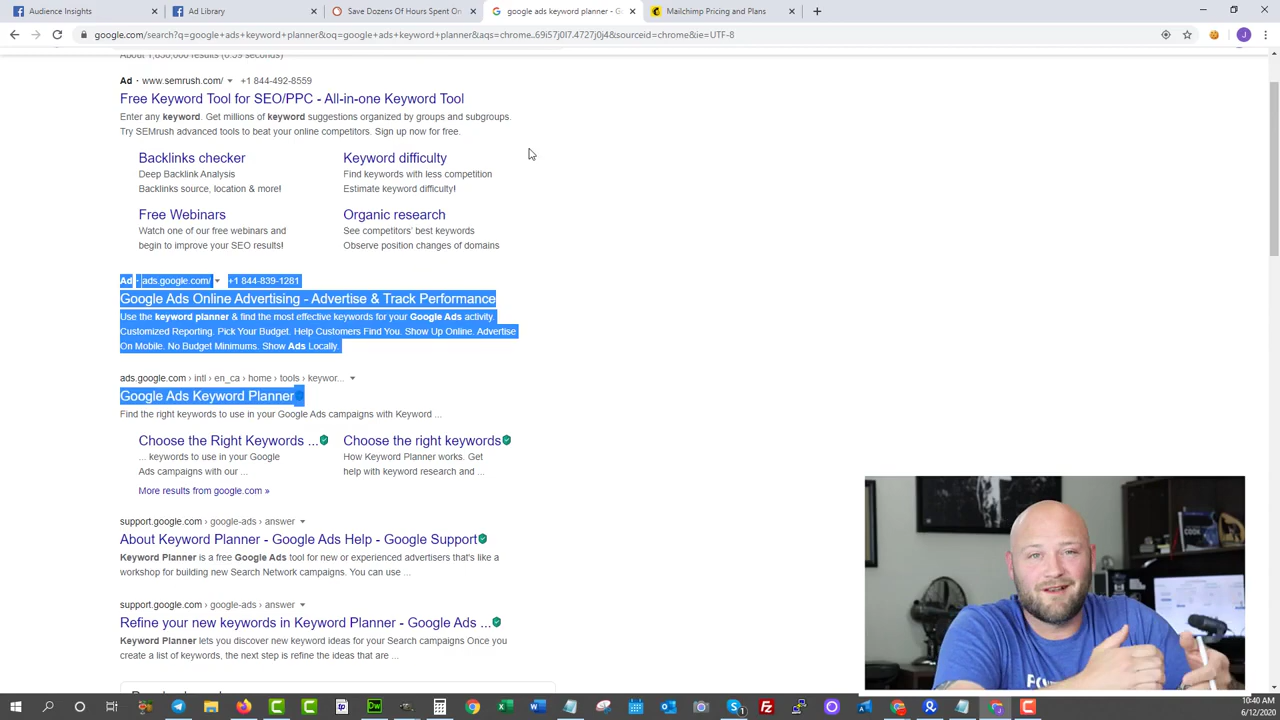 Audience Insights
Ad Library
Save Dozens Of Hours Spent On
google ads keyword planner - G
Mailchimp Pricing and Plans
google.com/search?q=google+ads+keyword+planner&oq=google+ads+keyword+planner&aqs=chrome..69i57j0l7.4727j0j4&sourceid=chrome&ie=UTF-8
About 1,630,000 results (0.59 seconds)
Ad · www.semrush.com/ +1 844-492-8559
Free Keyword Tool for SEO/PPC - All-in-one Keyword Tool
Enter any keyword. Get millions of keyword suggestions organized by groups and subgroups.
Try SEMrush advanced tools to beat your online competitors. Sign up now for free.
Backlinks checker
Deep Backlink Analysis
Backlinks source, location & more!
Keyword difficulty
Find keywords with less competition
Estimate keyword difficulty!
Free Webinars
Watch one of our free webinars and
begin to improve your SEO results!
Organic research
See competitors' best keywords
Observe position changes of domains
Ad · ads.google.com/ +1 844-839-1281
Google Ads Online Advertising - Advertise & Track Performance
Use the keyword planner & find the most effective keywords for your Google Ads activity.
Customized Reporting. Pick Your Budget. Help Customers Find You. Show Up Online. Advertise
On Mobile. No Budget Minimums. Show Ads Locally.
ads.google.com › intl › en_ca › home › tools › keywor...
Google Ads Keyword Planner
Find the right keywords to use in your Google Ads campaigns with Keyword ...
Choose the Right Keywords ...
... keywords to use in your Google
Ads campaigns with our ...
Choose the right keywords
How Keyword Planner works. Get
help with keyword research and ...
More results from google.com »
support.google.com › google-ads › answer
About Keyword Planner - Google Ads Help - Google Support
Keyword Planner is a free Google Ads tool for new or experienced advertisers that's like a
workshop for building new Search Network campaigns. You can use ...
support.google.com › google-ads › answer
Refine your new keywords in Keyword Planner - Google Ads ...
Keyword Planner lets you discover new keyword ideas for your Search campaigns Once you
create a list of keywords, the next step is refine the ideas that are ...
10:40 AM
6/12/2020